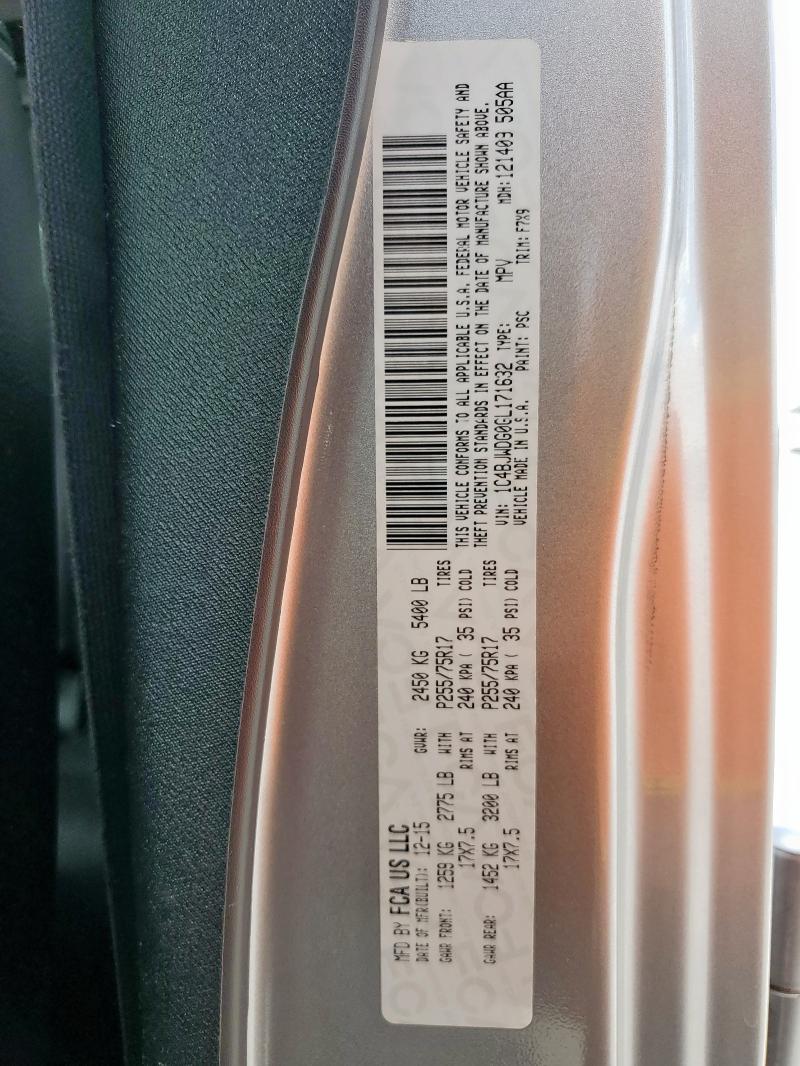 MFD BY FCA US LLC
DATE OF MFR(BUILT): 12-15 GVWR: 2450 KG 5400 LB
GAWR FRONT: 1259 KG 2775 LB WITH P255/75R17 TIRES
17X7.5 RIMS AT 240 KPA ( 35 PSI) COLD
GAWR REAR: 1452 KG 3200 LB WITH P255/75R17 TIRES
17X7.5 RIMS AT 240 KPA ( 35 PSI) COLD
THIS VEHICLE CONFORMS TO ALL APPLICABLE U.S.A. FEDERAL MOTOR VEHICLE SAFETY AND
THEFT PREVENTION STANDARDS IN EFFECT ON THE DATE OF MANUFACTURE SHOWN ABOVE.
VIN: 1C4BJWDG0GL171632 TYPE: MPV MDH: 121403 505AA
VEHICLE MADE IN U.S.A. PAINT: PSC TRIM: F7X9